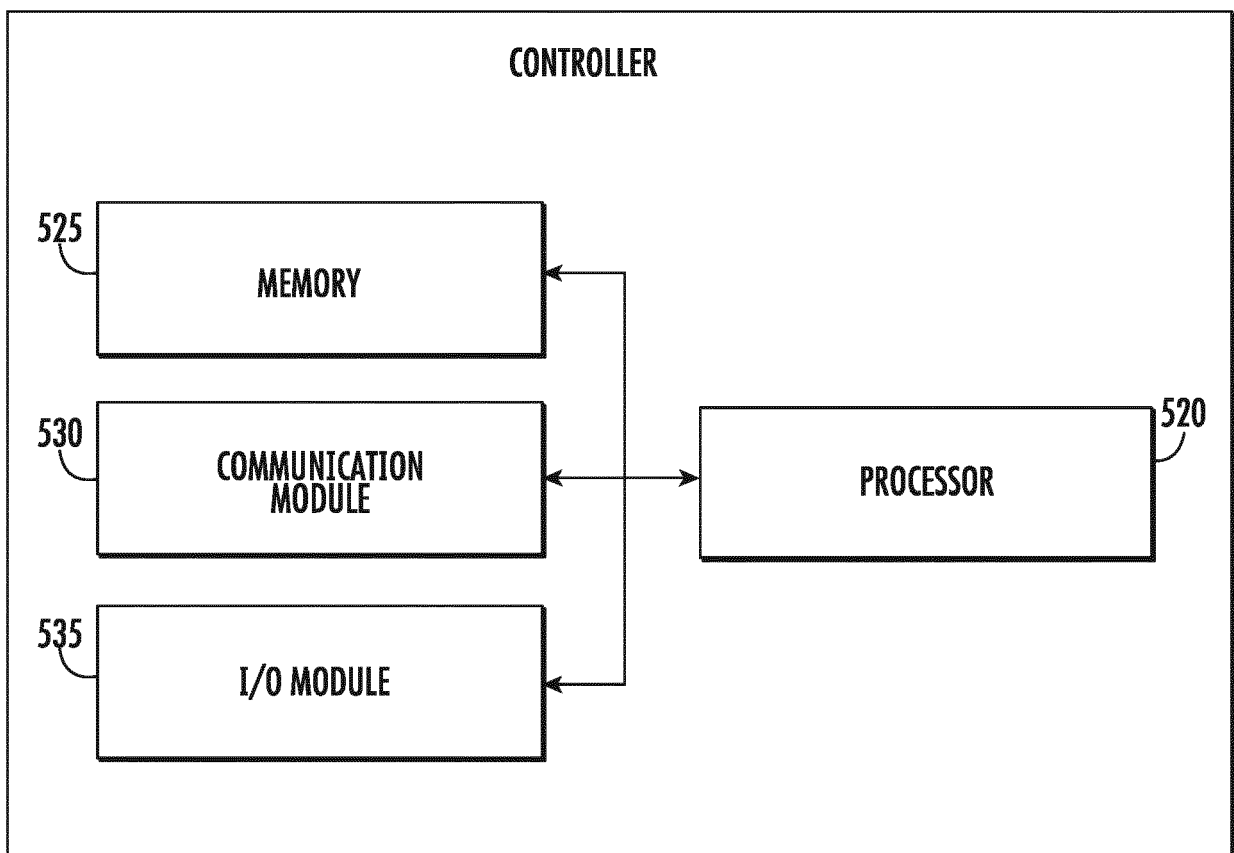 CONTROLLER
525
MEMORY
530
COMMUNICATION
MODULE
520
PROCESSOR
535
I/O MODULE